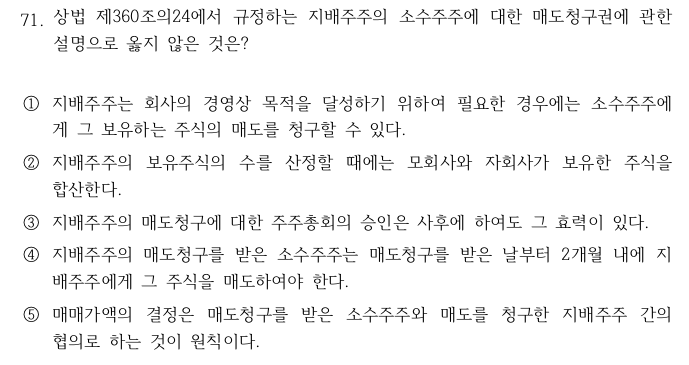 71. 상법 제360조의24에서 규정하는 지배주주의 소수주주에 대한 매도청구권에 관한
설명으로 옳지 않은 것은?
① 지배주주는 회사의 경영상 목적을 달성하기 위하여 필요한 경우에는 소수주주에
게 그 보유하는 주식의 매도를 청구할 수 있다.
② 지배주주의 보유주식의 수를 산정할 때에는 모회사와 자회사가 보유한 주식을
합산한다.
③ 지배주주의 매도청구에 대한 주주총회의 승인은 사후에 하여도 그 효력이 있다.
④ 지배주주의 매도청구를 받은 소수주주는 매도청구를 받은 날부터 2개월 내에 지
배주주에게 그 주식을 매도하여야 한다.
⑤ 매매가액의 결정은 매도청구를 받은 소수주주와 매도를 청구한 지배주주 간의
협의로 하는 것이 원칙이다.